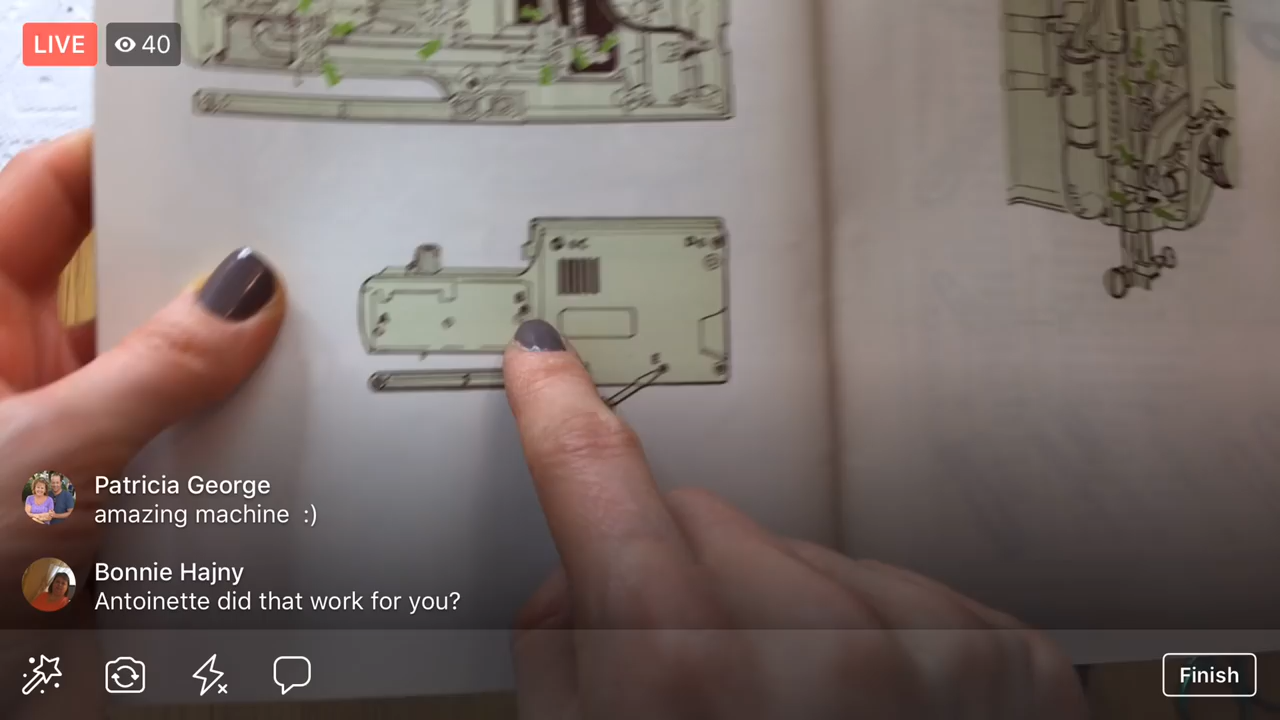 LIVE
40
Patricia George
amazing machine :)
Bonnie Hajny
Antoinette did that work for you?
Finish